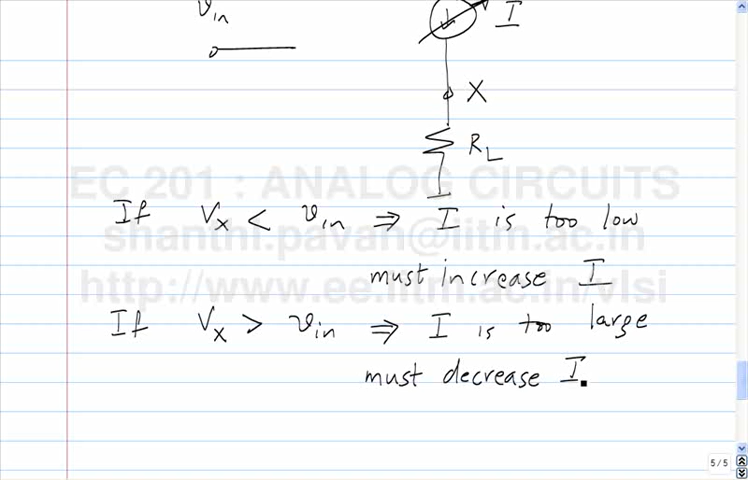 v_in
I
X
R_L
EC 201 : ANALOG CIRCUITS
If V_x < v_in ⇒ I is too low
shanthi.pavan@iitm.ac.in
must increase I
http://www.ee.iitm.ac.in/vlsi
If V_x > v_in ⇒ I is too large
must decrease I.
5/5